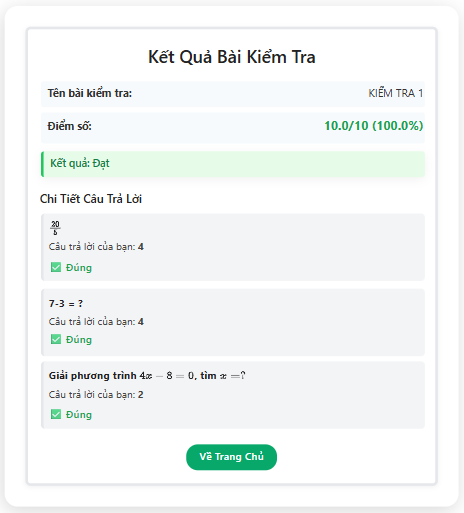 Kết Quả Bài Kiểm Tra
Tên bài kiểm tra: KIỂM TRA 1
Điểm số: 10.0/10 (100.0%)
Kết quả: Đạt
Chi Tiết Câu Trả Lời
20/5
Câu trả lời của bạn: 4
✅ Đúng
7-3 = ?
Câu trả lời của bạn: 4
✅ Đúng
Giải phương trình 4x − 8 = 0, tìm x =?
Câu trả lời của bạn: 2
✅ Đúng
Về Trang Chủ